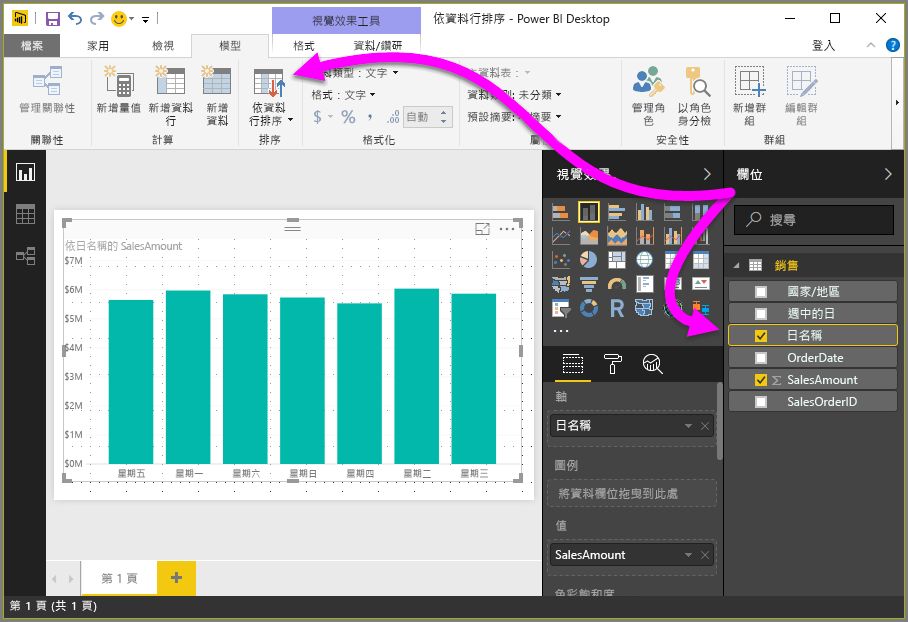 視覺效果工具
依資料行排序 - Power BI Desktop
檔案
家用
檢視
模型
格式
資料/鑽研
登入
管理關聯性
關聯性
新增量值
新增資料行
新增資料
計算
依資料行排序
排序
類型：文字
格式：文字
$ % , .00 自動
格式化
資料表：
資料類別: 未分類
預設摘要: 摘要
管理角色
以角色身分檢
安全性
新增群組
編輯群組
群組
依日名稱的 SalesAmount
$7M
$6M
$5M
$4M
$3M
$2M
$1M
$0M
星期五 星期一 星期六 星期日 星期四 星期二 星期三
視覺效果
R
軸
日名稱
圖例
將資料欄位拖曳到此處
值
SalesAmount
色彩飽和度
欄位
搜尋
銷售
國家/地區
週中的日
日名稱
OrderDate
Σ SalesAmount
SalesOrderID
第 1 頁
+
第 1 頁 (共 1 頁)